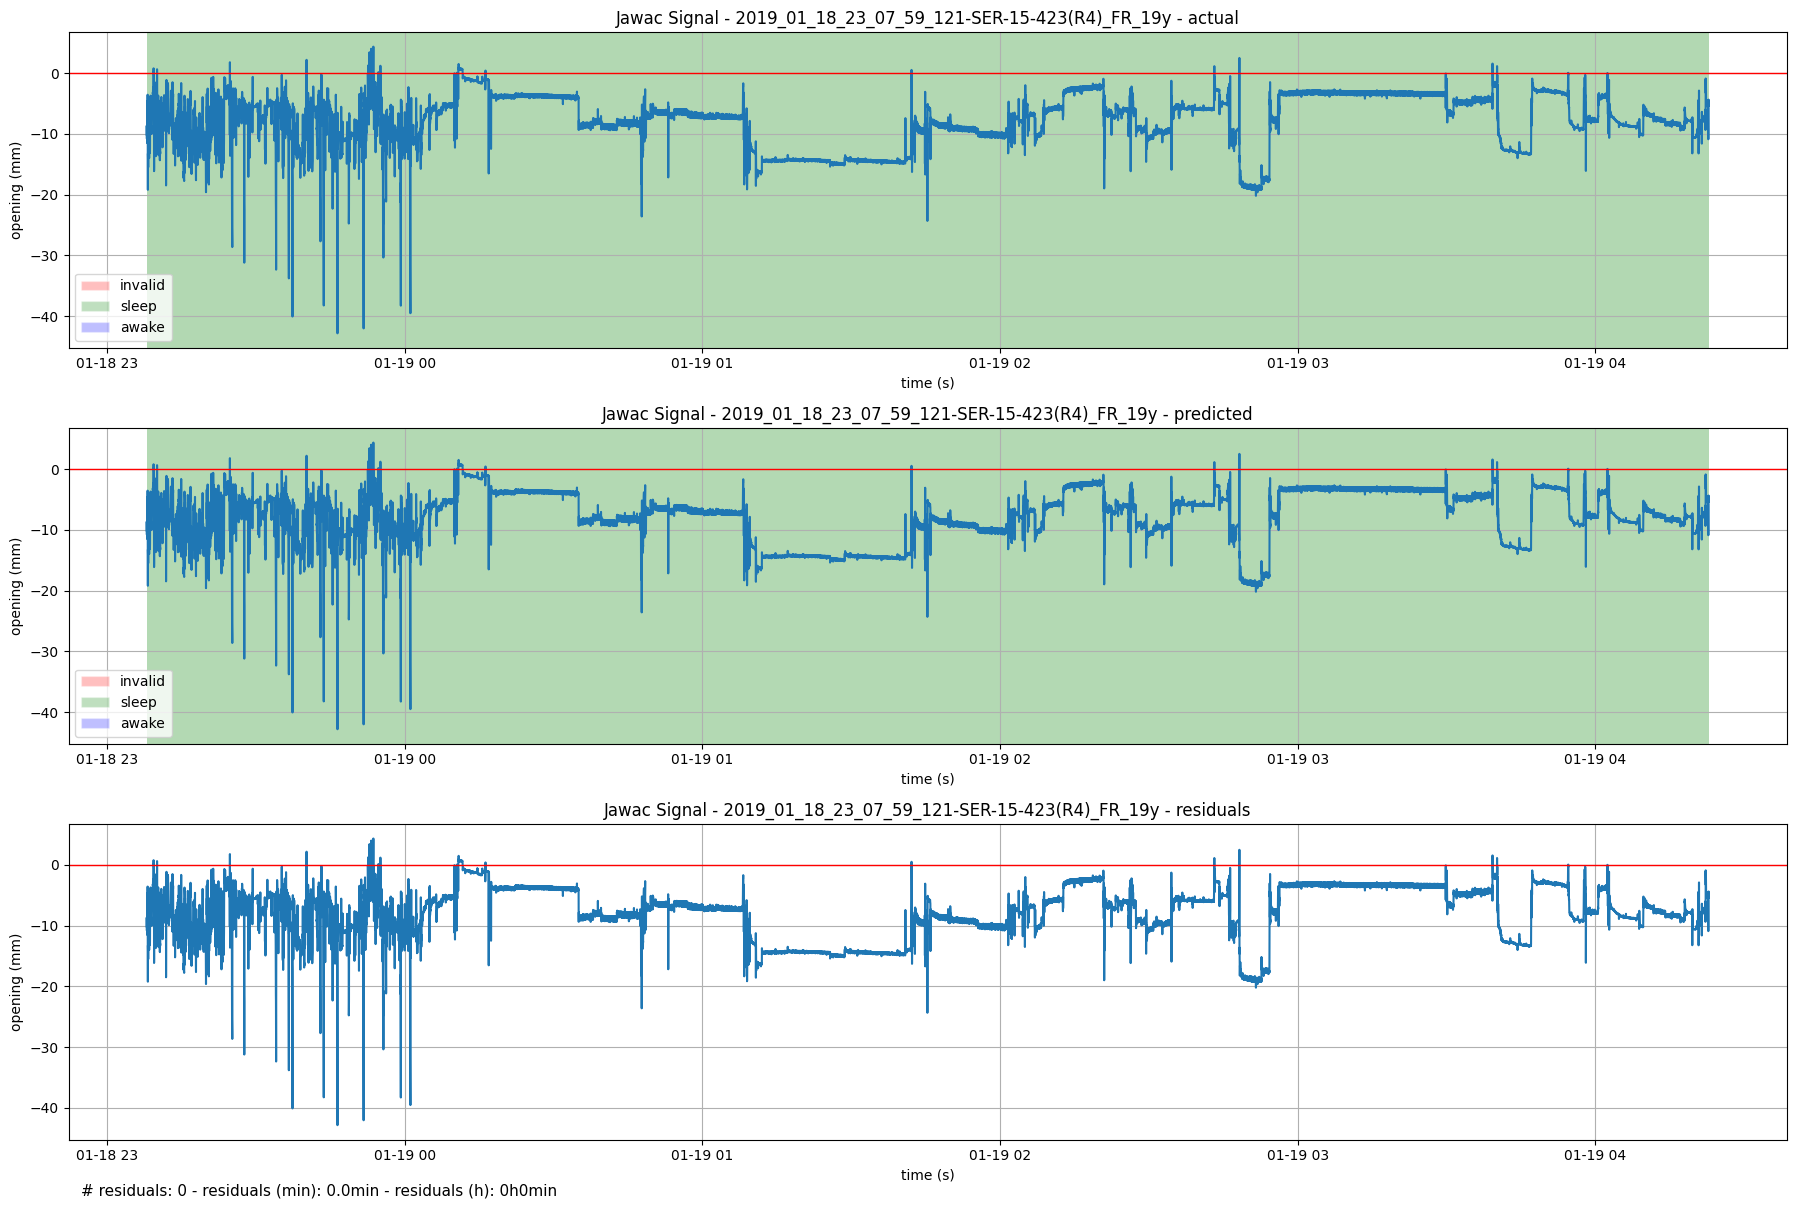 Jawac Signal - 2019_01_18_23_07_59_121-SER-15-423(R4)_FR_19y - actual
0
−10
−20
−30
−40
opening (mm)
invalid
sleep
awake
01-18 23 01-19 00 01-19 01 01-19 02 01-19 03 01-19 04
time (s)
Jawac Signal - 2019_01_18_23_07_59_121-SER-15-423(R4)_FR_19y - predicted
0
−10
−20
−30
−40
opening (mm)
invalid
sleep
awake
01-18 23 01-19 00 01-19 01 01-19 02 01-19 03 01-19 04
time (s)
Jawac Signal - 2019_01_18_23_07_59_121-SER-15-423(R4)_FR_19y - residuals
0
−10
−20
−30
−40
opening (mm)
01-18 23 01-19 00 01-19 01 01-19 02 01-19 03 01-19 04
time (s)
# residuals: 0 - residuals (min): 0.0min - residuals (h): 0h0min